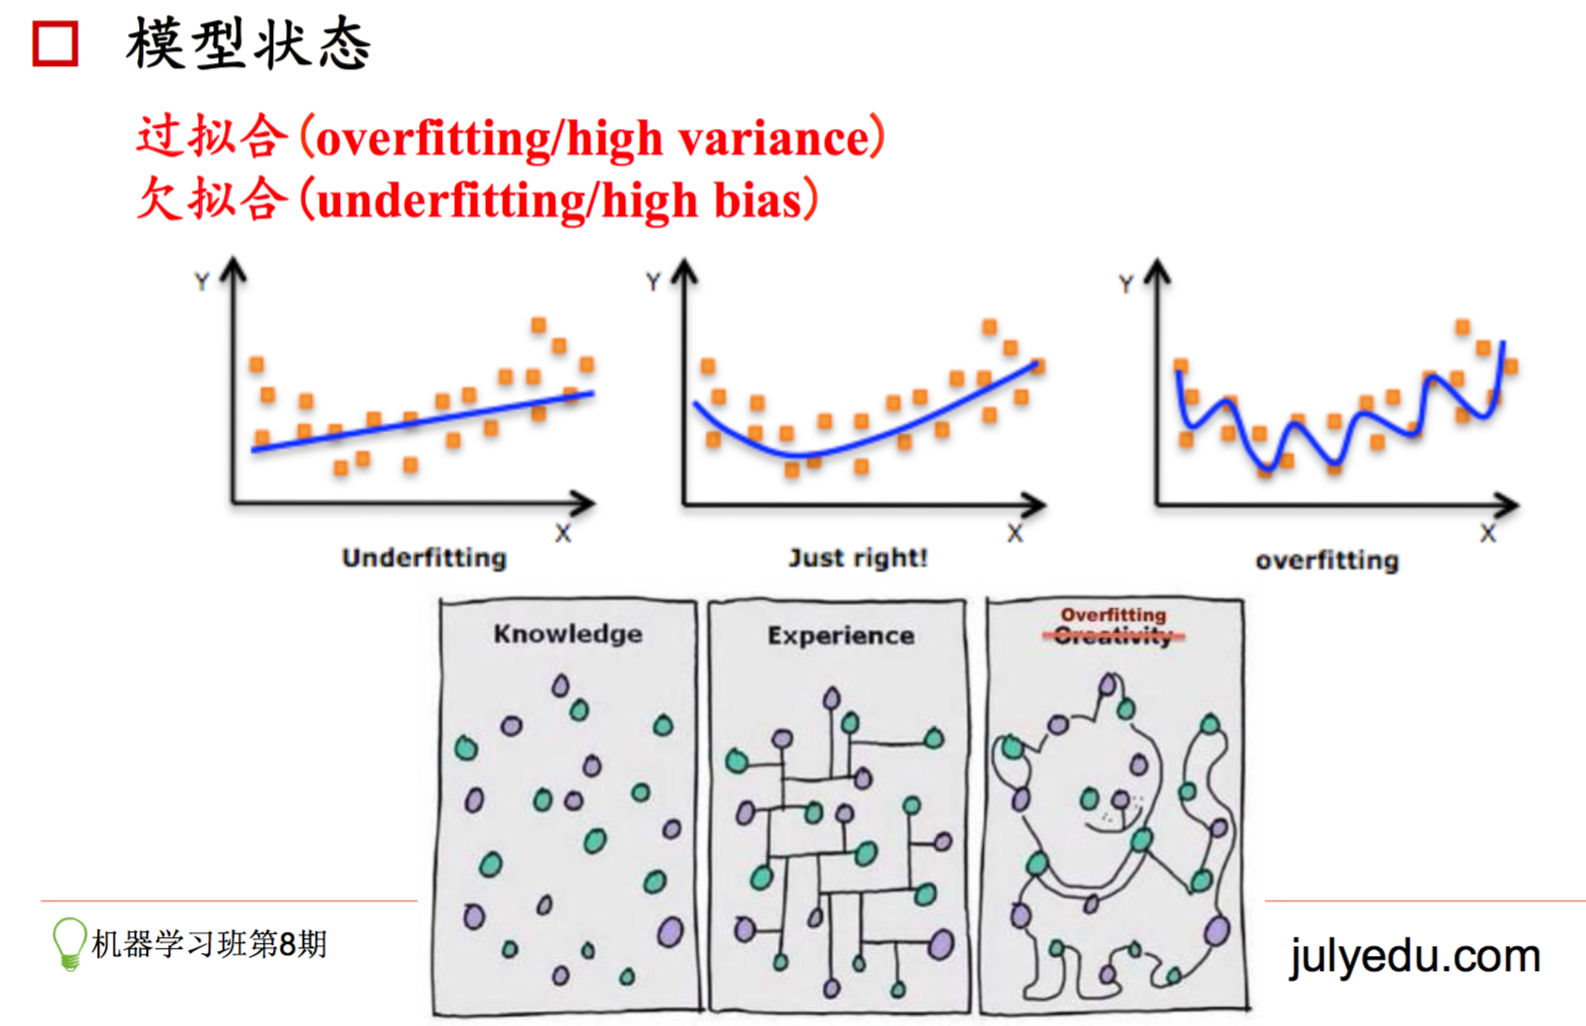 模型状态
过拟合(overfitting/high variance)
欠拟合(underfitting/high bias)
Y
X
Underfitting
Y
X
Just right!
Y
X
overfitting
Knowledge
Experience
Overfitting
Creativity
机器学习班第8期
julyedu.com